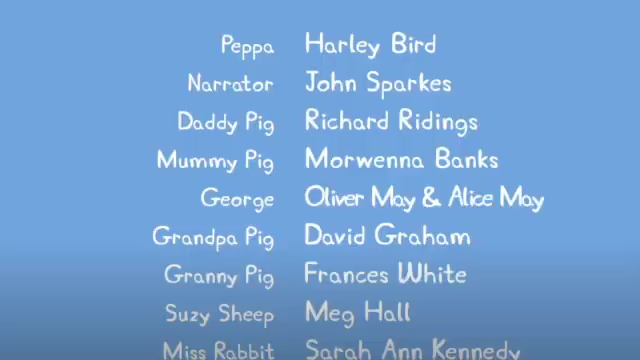 Peppa Harley Bird
Narrator John Sparkes
Daddy Pig Richard Ridings
Mummy Pig Morwenna Banks
George Oliver May & Alice May
Grandpa Pig David Graham
Granny Pig Frances White
Suzy Sheep Meg Hall
Miss Rabbit Sarah Ann Kennedy